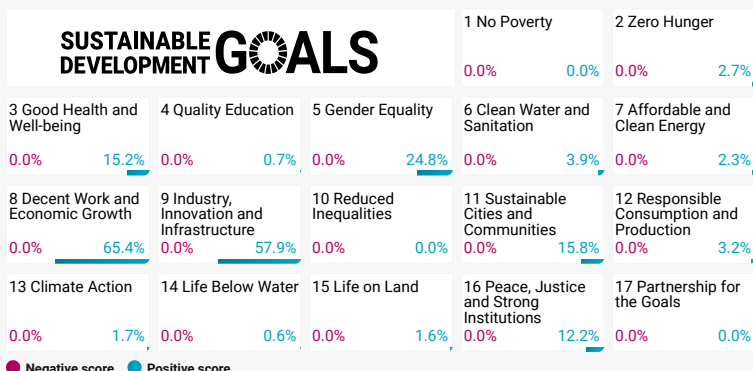 SUSTAINABLE
DEVELOPMENT
GOALS
1 No Poverty
0.0% 0.0%
2 Zero Hunger
0.0% 2.7%
3 Good Health and
Well-being
0.0% 15.2%
4 Quality Education
0.0% 0.7%
5 Gender Equality
0.0% 24.8%
6 Clean Water and
Sanitation
0.0% 3.9%
7 Affordable and
Clean Energy
0.0% 2.3%
8 Decent Work and
Economic Growth
0.0% 65.4%
9 Industry,
Innovation and
Infrastructure
0.0% 57.9%
10 Reduced
Inequalities
0.0% 0.0%
11 Sustainable
Cities and
Communities
0.0% 15.8%
12 Responsible
Consumption and
Production
0.0% 3.2%
13 Climate Action
0.0% 1.7%
14 Life Below Water
0.0% 0.6%
15 Life on Land
0.0% 1.6%
16 Peace, Justice
and Strong
Institutions
0.0% 12.2%
17 Partnership for
the Goals
0.0% 0.0%
Negative score Positive score